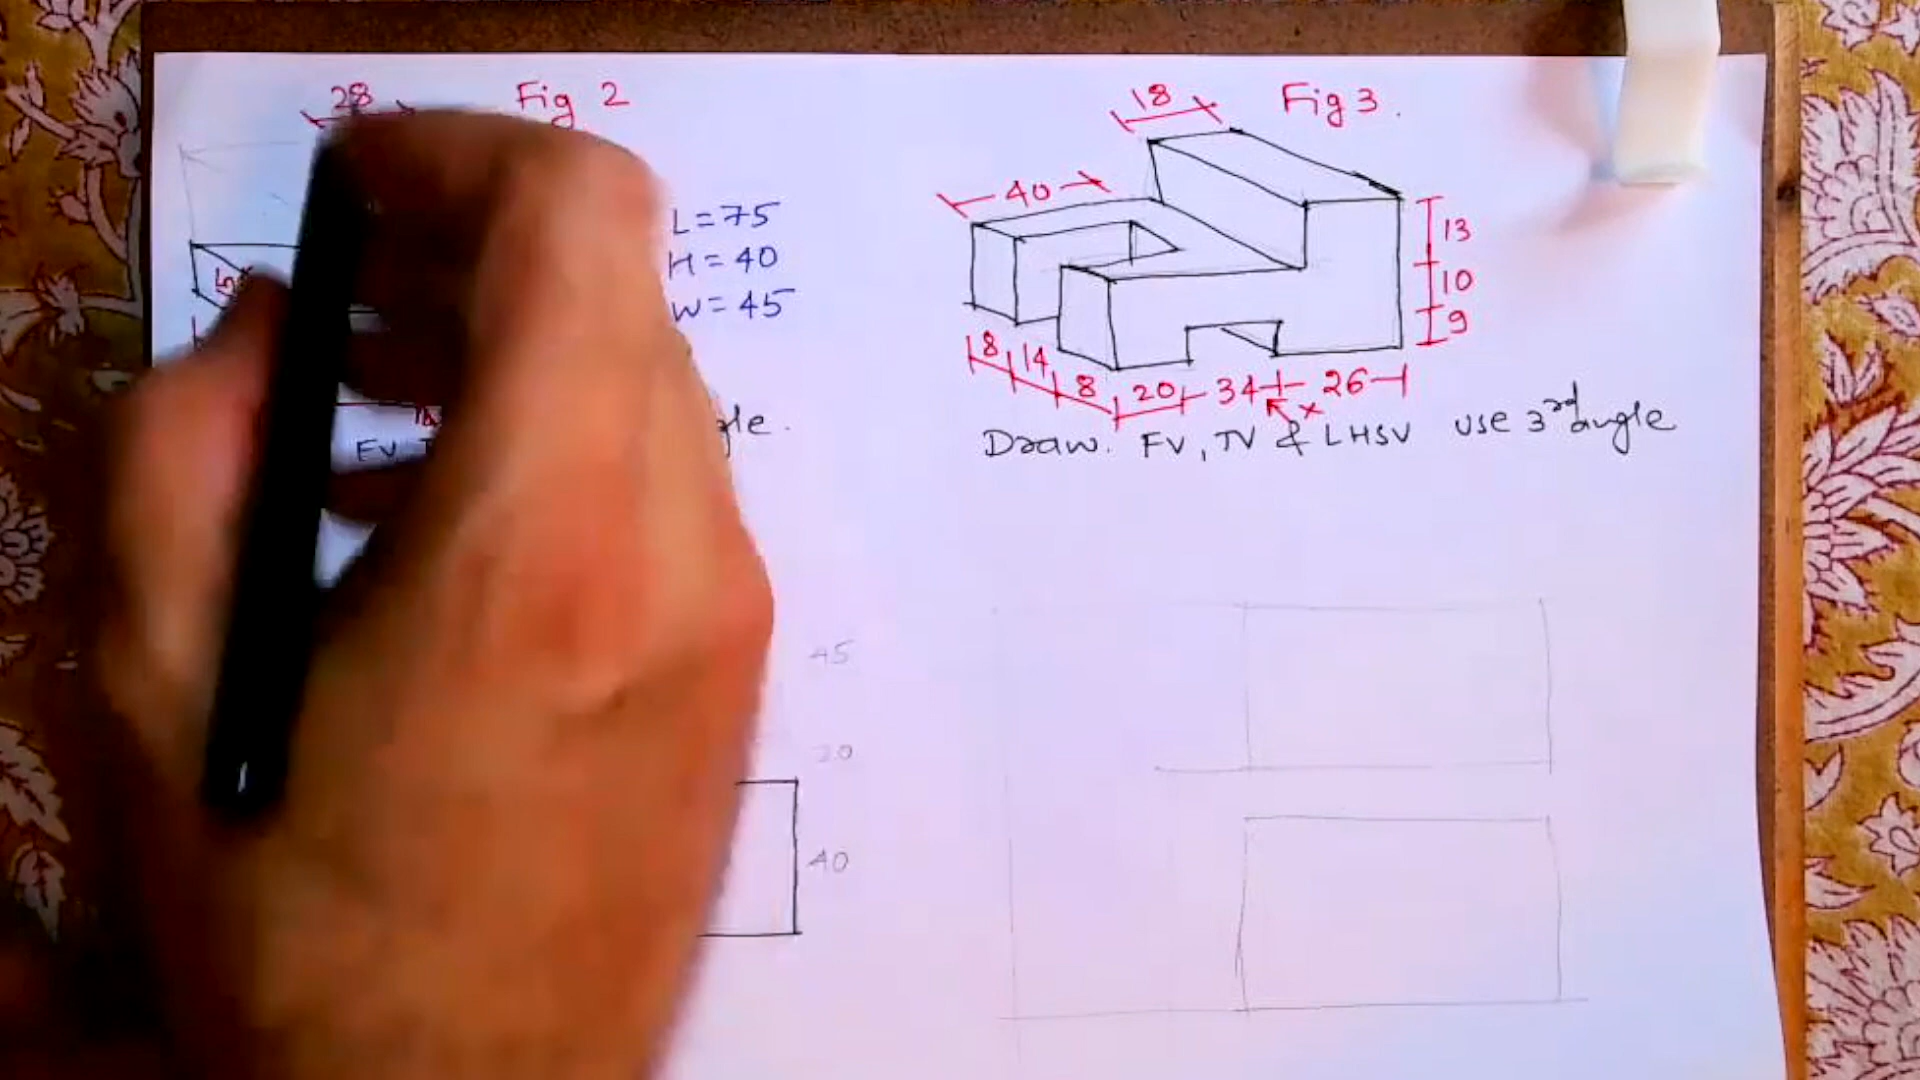 28
Fig 2
L=75
H=40
W=45
15
gle.
FV,
45
20
40
18
Fig 3.
40
13
10
9
8 14 8 20 34 26
x
Draw. FV, TV & LHSV use 3rd angle